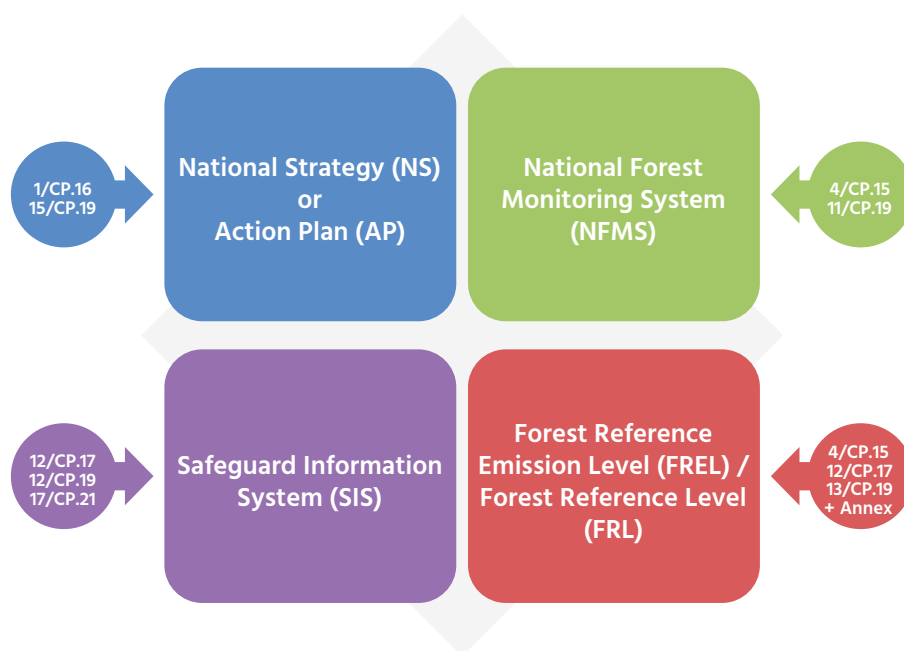 1/CP.16
15/CP.19
National Strategy (NS)
or
Action Plan (AP)
National Forest
Monitoring System
(NFMS)
4/CP.15
11/CP.19
12/CP.17
12/CP.19
17/CP.21
Safeguard Information
System (SIS)
Forest Reference
Emission Level (FREL) /
Forest Reference Level
(FRL)
4/CP.15
12/CP.17
13/CP.19
+ Annex